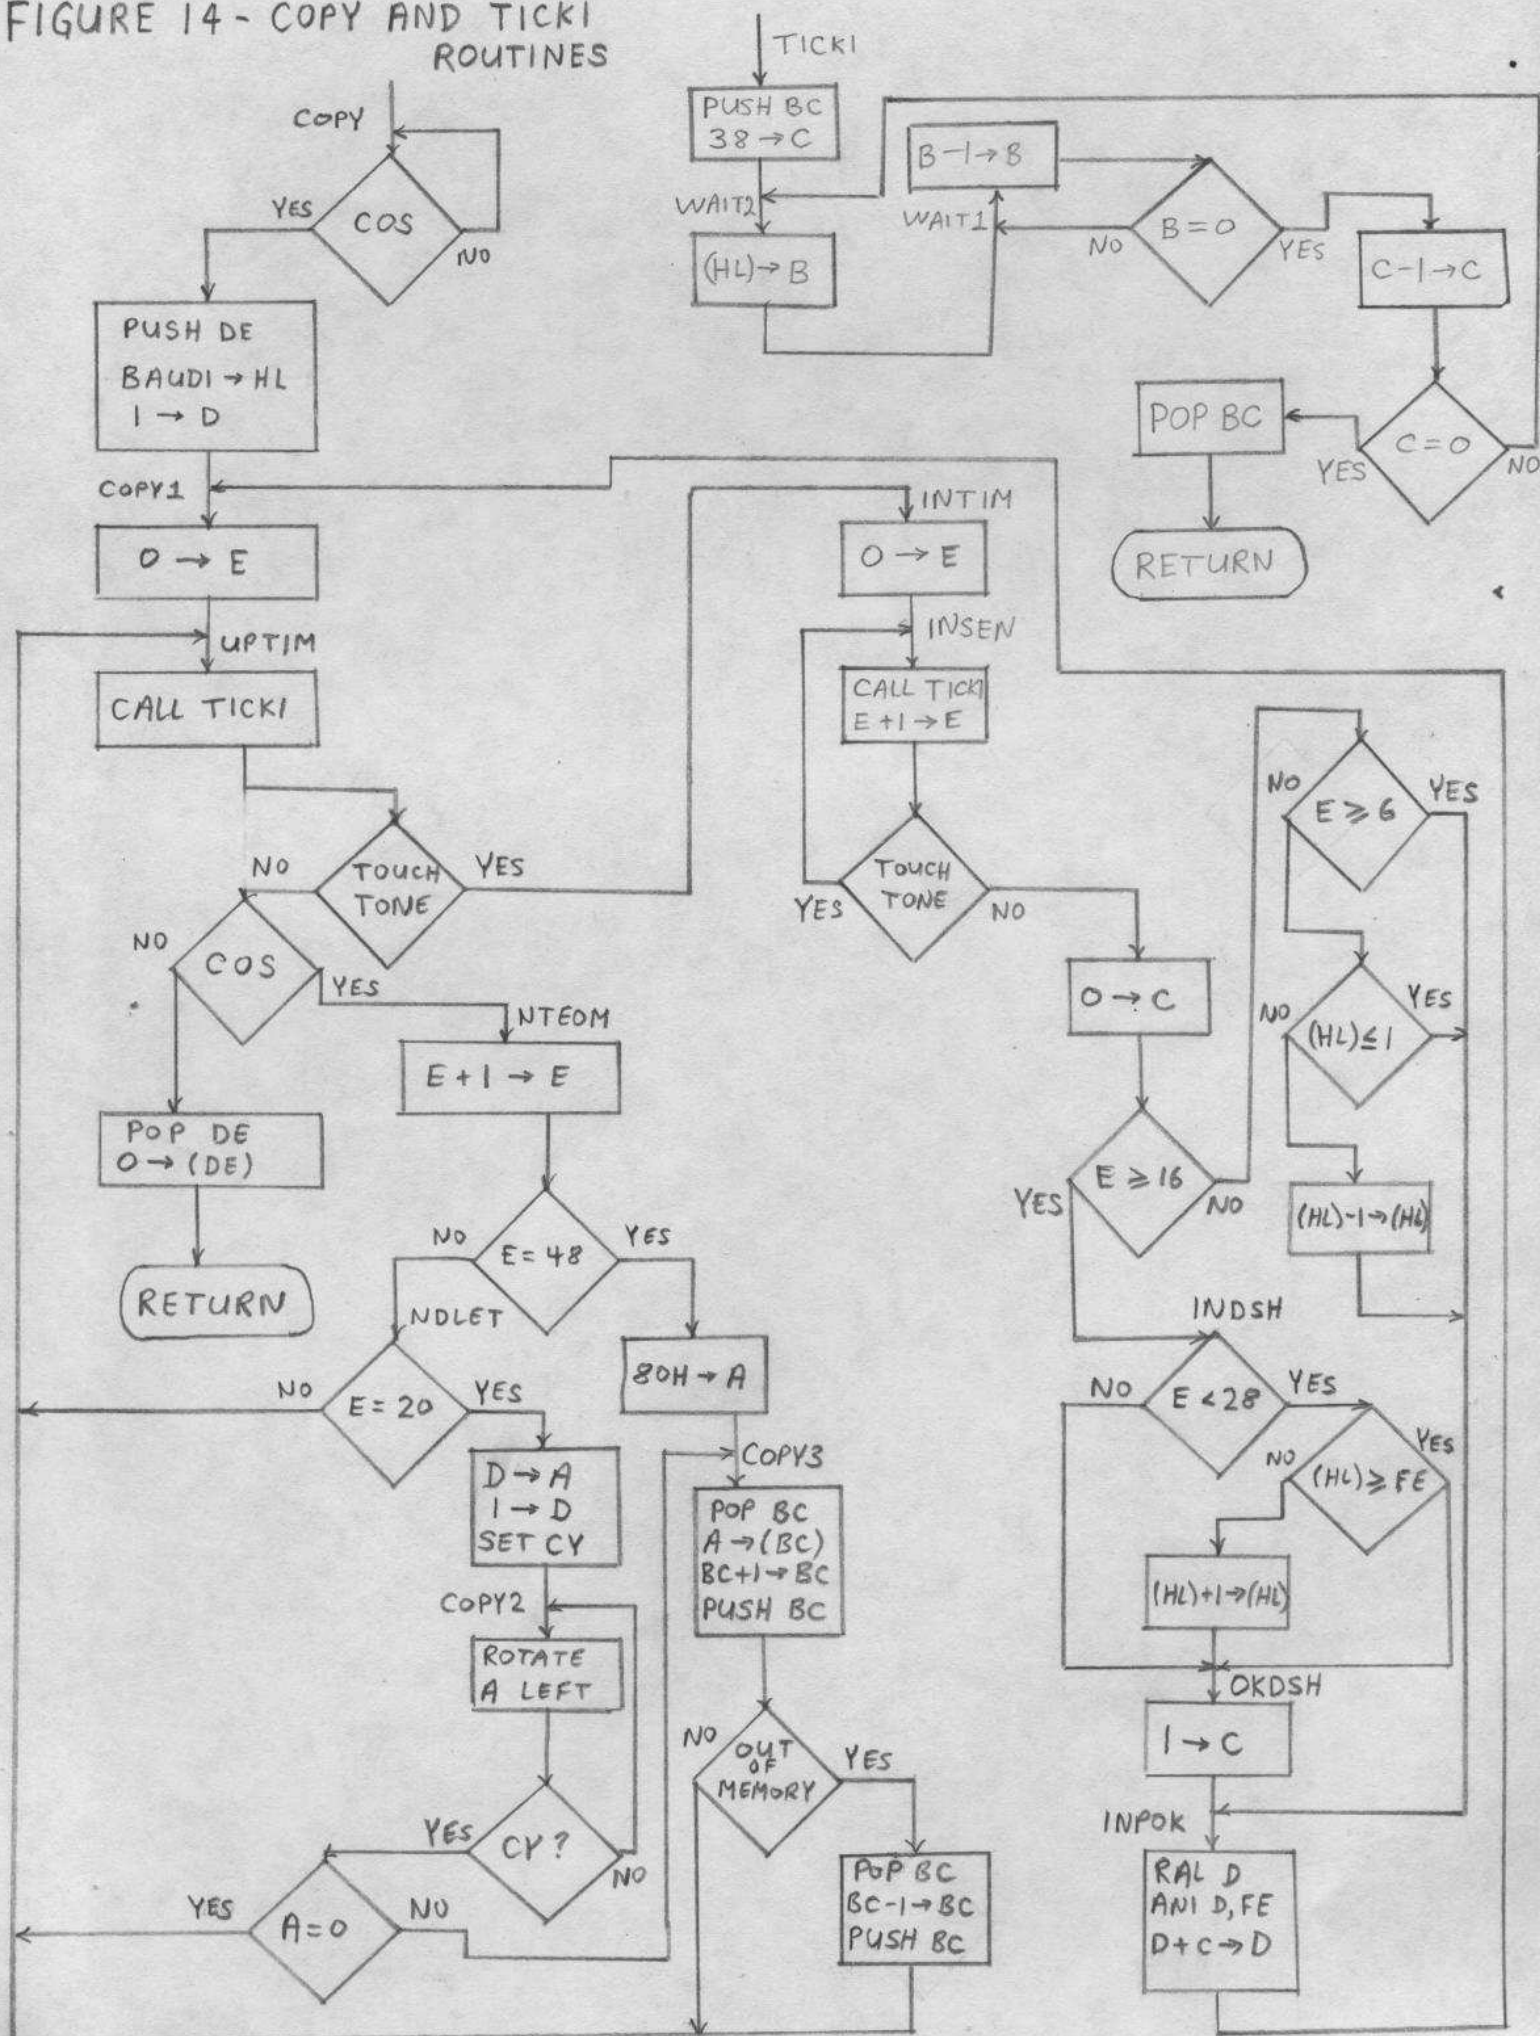 FIGURE 14 - COPY AND TICK1
ROUTINES
COPY
COS
YES
NO
PUSH DE
BAUD1 → HL
1 → D
COPY1
0 → E
UPTIM
CALL TICK1
TOUCH
TONE
NO
YES
COS
NO
YES
POP DE
0 → (DE)
RETURN
NTEOM
E + 1 → E
E = 48
NO
YES
NDLET
E = 20
NO
YES
80H → A
D → A
1 → D
SET CY
COPY2
ROTATE
A LEFT
CY?
YES
NO
A = 0
YES
NO
COPY3
POP BC
A → (BC)
BC+1 → BC
PUSH BC
OUT
OF
MEMORY
NO
YES
POP BC
BC-1 → BC
PUSH BC
TICK1
PUSH BC
38 → C
WAIT2
(HL) → B
WAIT1
B-1 → B
B = 0
NO
YES
C-1 → C
C = 0
YES
NO
POP BC
RETURN
INTIM
0 → E
INSEN
CALL TICK1
E+1 → E
TOUCH
TONE
YES
NO
0 → C
E ≥ 16
YES
NO
E ≥ 6
NO
YES
(HL) ≤ 1
NO
YES
(HL)-1 → (HL)
INDSH
E < 28
NO
YES
(HL) ≥ FE
NO
YES
(HL)+1 → (HL)
OKDSH
1 → C
INPOK
RAL D
ANI D, FE
D + C → D